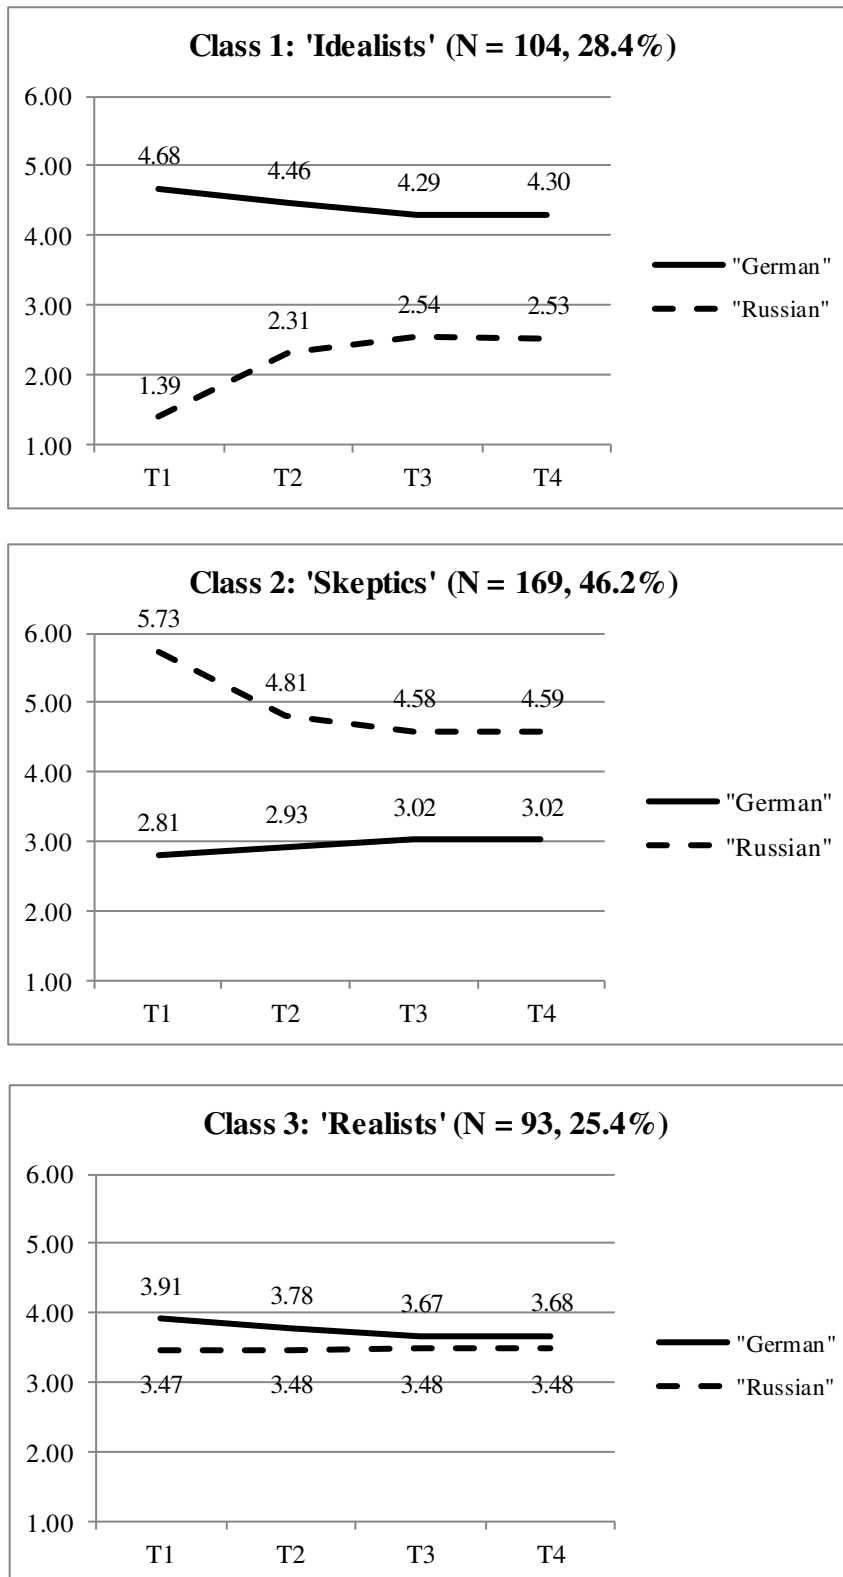 Class 1: 'Idealists' (N = 104, 28.4%)
6.00
5.00
4.00
3.00
2.00
1.00
4.68
4.46
4.29
4.30
1.39
2.31
2.54
2.53
T1
T2
T3
T4
"German"
"Russian"
Class 2: 'Skeptics' (N = 169, 46.2%)
6.00
5.00
4.00
3.00
2.00
1.00
5.73
4.81
4.58
4.59
2.81
2.93
3.02
3.02
T1
T2
T3
T4
"German"
"Russian"
Class 3: 'Realists' (N = 93, 25.4%)
6.00
5.00
4.00
3.00
2.00
1.00
3.91
3.78
3.67
3.68
3.47
3.48
3.48
3.48
T1
T2
T3
T4
"German"
"Russian"